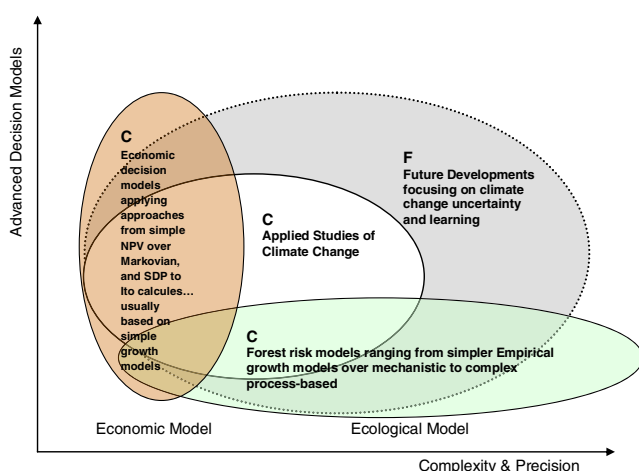 Advanced Decision Models
C
Economic
decision
models
applying
approaches
from simple
NPV over
Markovian,
and SDP to
Ito calcules…
usually
based on
simple
growth
models
C
Applied Studies of
Climate Change
F
Future Developments
focusing on climate
change uncertainty
and learning
C
Forest risk models ranging from simpler Empirical
growth models over mechanistic to complex
process-based
Economic Model
Ecological Model
Complexity & Precision